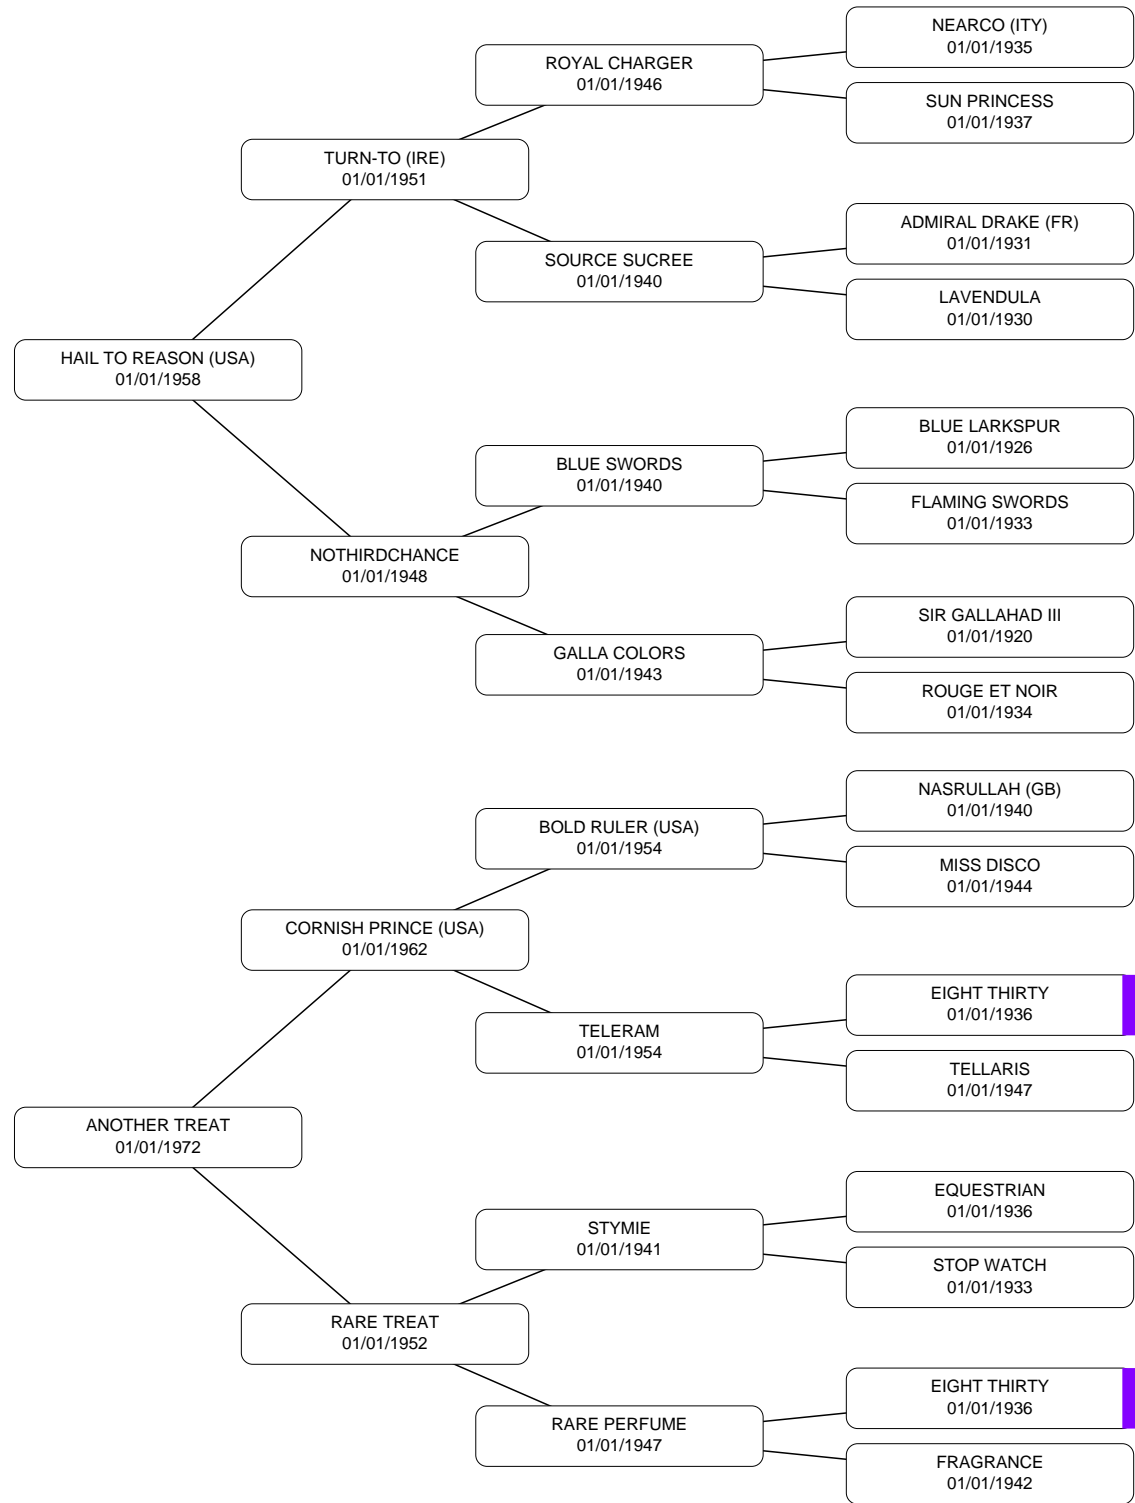 NEARCO (ITY)
01/01/1935
ROYAL CHARGER
01/01/1946
SUN PRINCESS
01/01/1937
TURN-TO (IRE)
01/01/1951
ADMIRAL DRAKE (FR)
01/01/1931
SOURCE SUCREE
01/01/1940
LAVENDULA
01/01/1930
HAIL TO REASON (USA)
01/01/1958
BLUE LARKSPUR
01/01/1926
BLUE SWORDS
01/01/1940
FLAMING SWORDS
01/01/1933
NOTHIRDCHANCE
01/01/1948
SIR GALLAHAD III
01/01/1920
GALLA COLORS
01/01/1943
ROUGE ET NOIR
01/01/1934
NASRULLAH (GB)
01/01/1940
BOLD RULER (USA)
01/01/1954
MISS DISCO
01/01/1944
CORNISH PRINCE (USA)
01/01/1962
EIGHT THIRTY
01/01/1936
TELERAM
01/01/1954
TELLARIS
01/01/1947
ANOTHER TREAT
01/01/1972
EQUESTRIAN
01/01/1936
STYMIE
01/01/1941
STOP WATCH
01/01/1933
RARE TREAT
01/01/1952
EIGHT THIRTY
01/01/1936
RARE PERFUME
01/01/1947
FRAGRANCE
01/01/1942